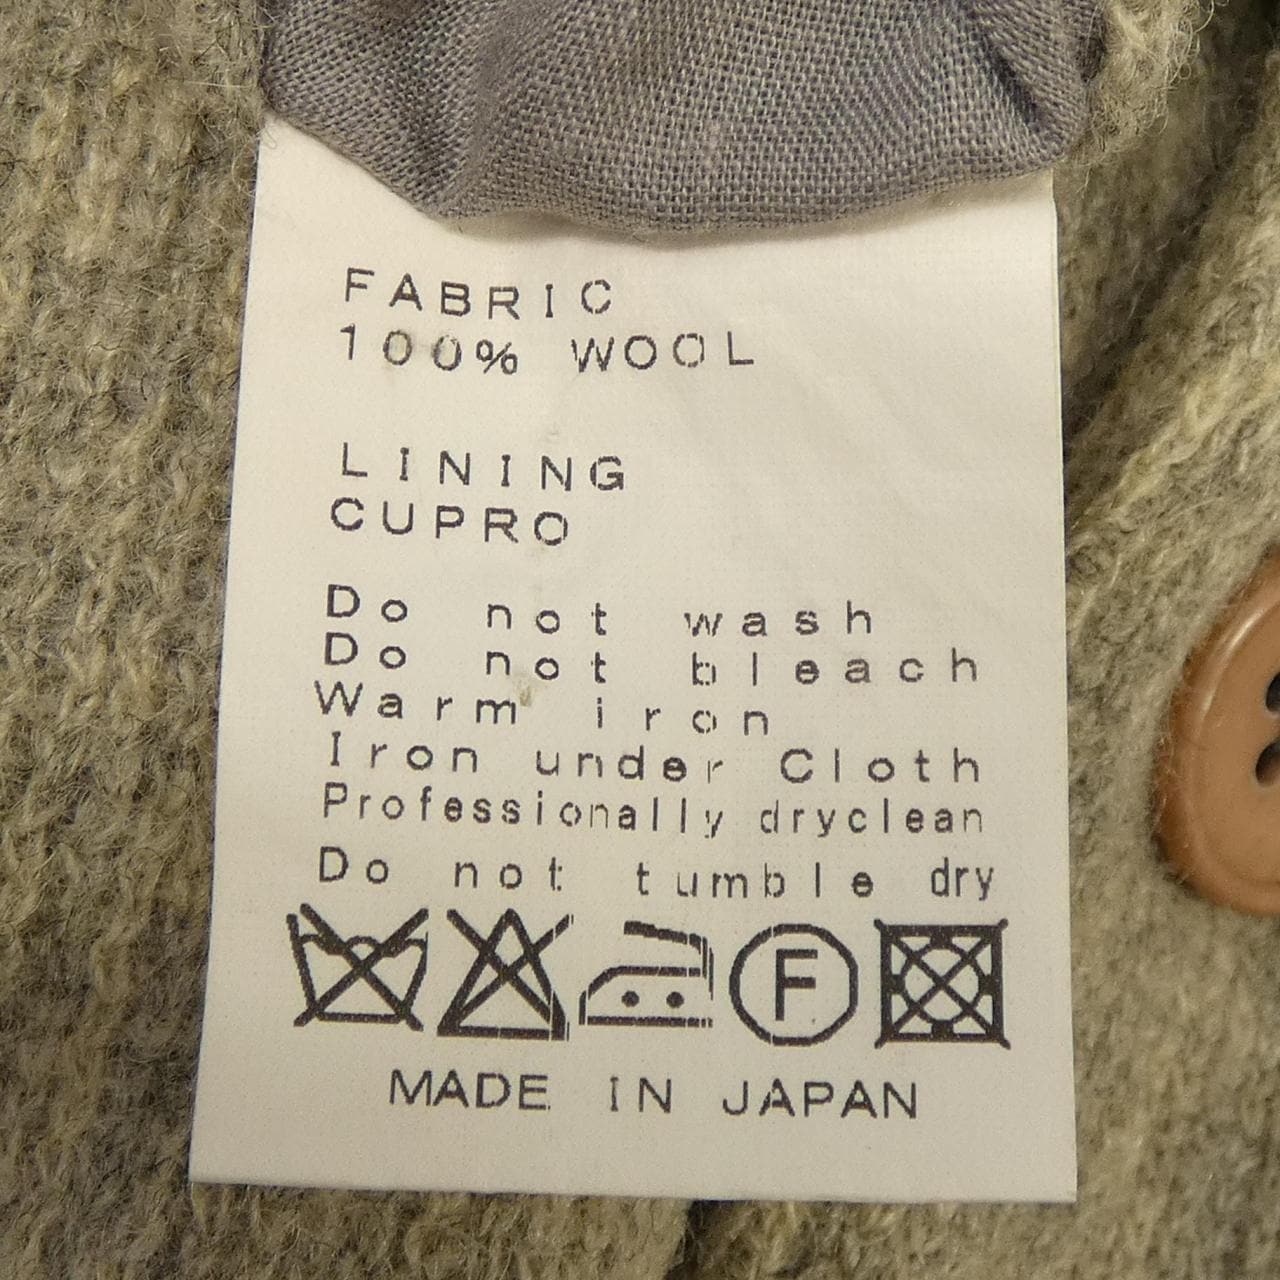 FABRIC
100% WOOL
LINING
CUPRO
Do not wash
Do not bleach
Warm iron
Iron under Cloth
Professionally dryclean
Do not tumble dry
F
MADE IN JAPAN